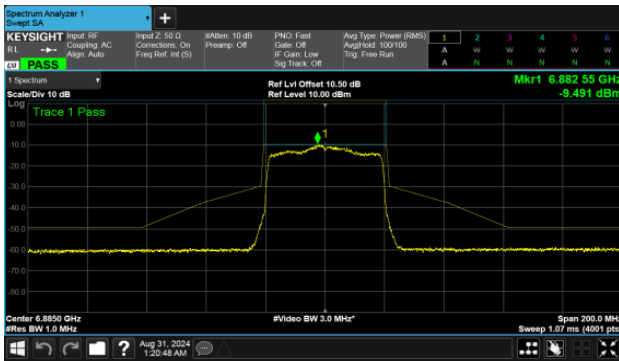 Spectrum Analyzer 1
Swept SA
+
KEYSIGHT Input: RF Input Z: 50 Ω #Atten: 10 dB PNO: Fast Avg Type: Power (RMS) 1 2 3 4 5 6
RL Coupling: AC Corrections: On Preamp: Off Gate: Off Avg|Hold: 100/100 A W W W W W
Align: Auto Freq Ref: Int (S) IF Gain: Low Trig: Free Run
LXI PASS Sig Track: Off A N N N N N
1 Spectrum Ref Lvl Offset 10.50 dB Mkr1 6.882 55 GHz
Scale/Div 10 dB Ref Level 10.00 dBm -9.491 dBm
Log
Trace 1 Pass
0.00
1
-10.0
-20.0
-30.0
-40.0
-50.0
-60.0
-70.0
-80.0
Center 6.8850 GHz #Video BW 3.0 MHz* Span 200.0 MHz
#Res BW 1.0 MHz Sweep 1.07 ms (4001 pts)
? Aug 31, 2024
1:20:48 AM